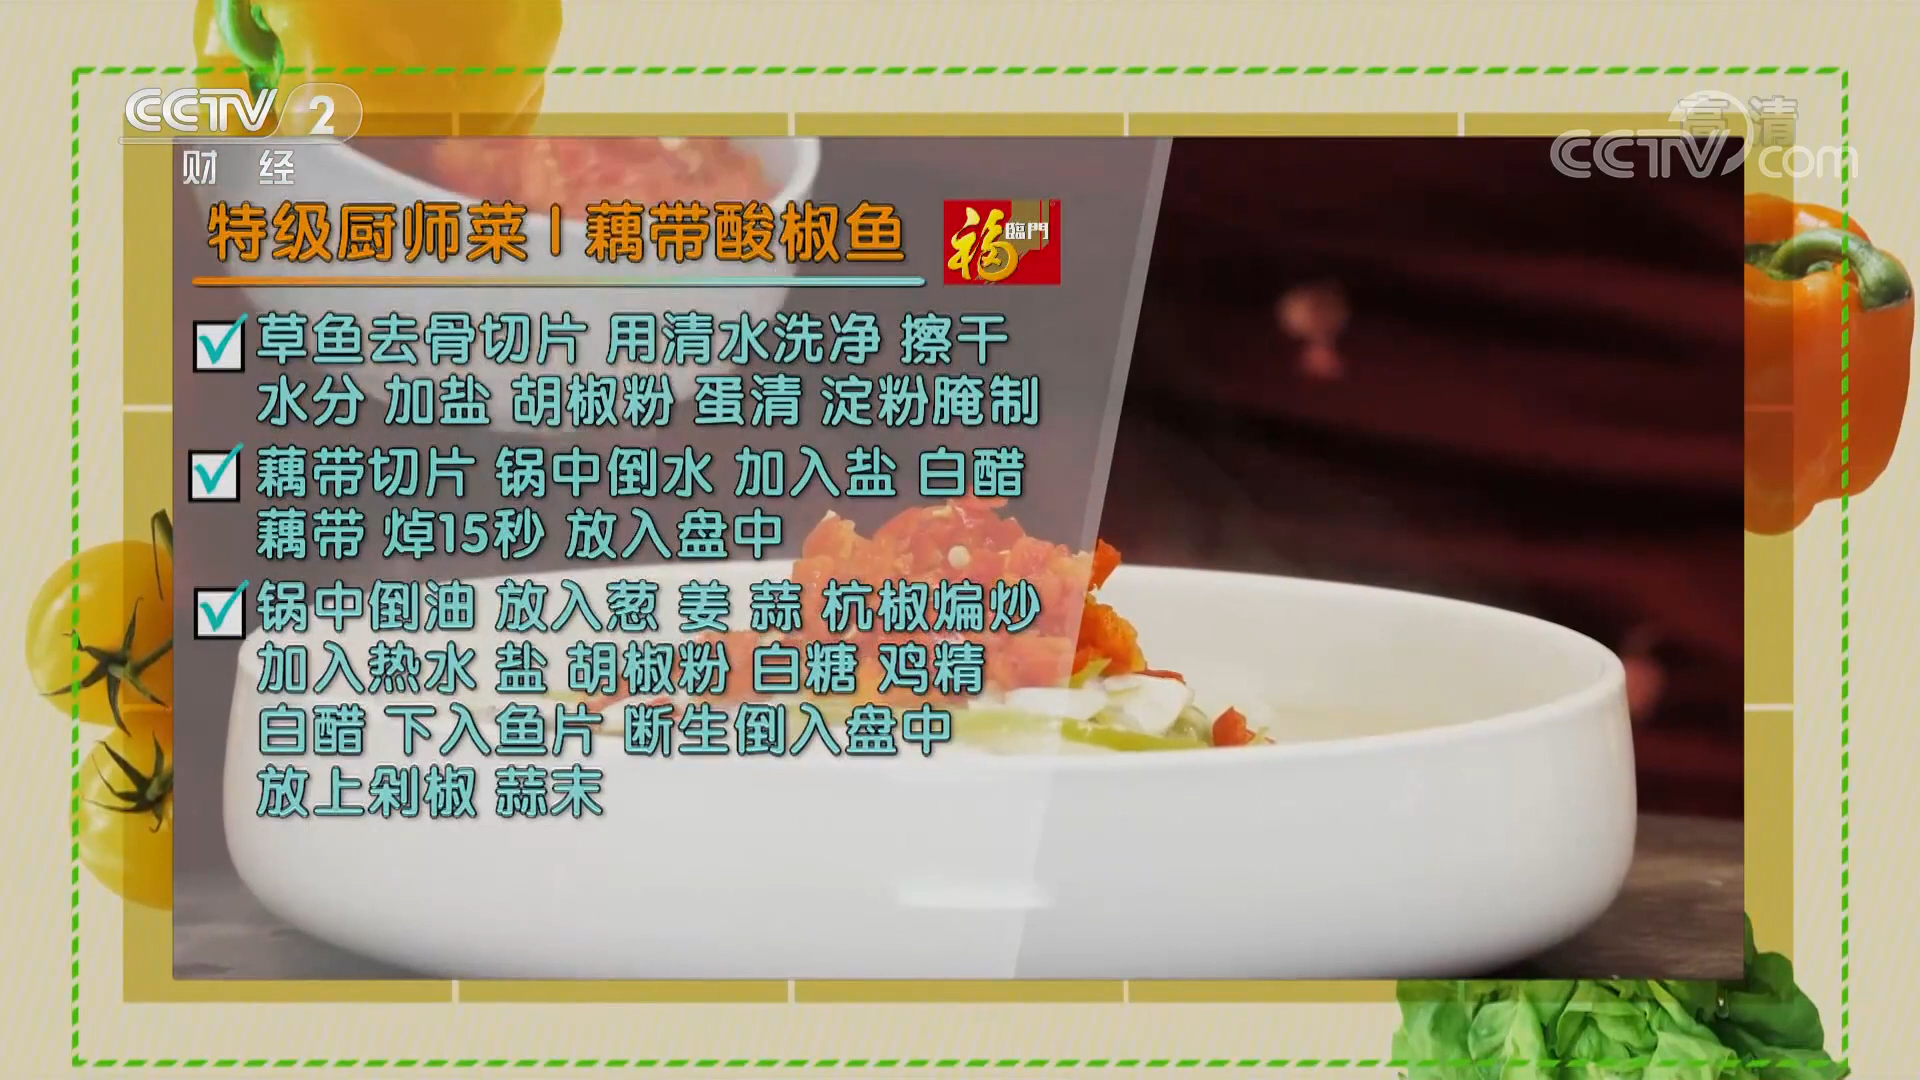 CCTV 2
财 经
高清
CCTV.com
特级厨师菜 | 藕带酸椒鱼
福临門
草鱼去骨切片 用清水洗净 擦干
水分 加盐 胡椒粉 蛋清 淀粉腌制
藕带切片 锅中倒水 加入盐 白醋
藕带 焯15秒 放入盘中
锅中倒油 放入葱 姜 蒜 杭椒煸炒
加入热水 盐 胡椒粉 白糖 鸡精
白醋 下入鱼片 断生倒入盘中
放上剁椒 蒜末